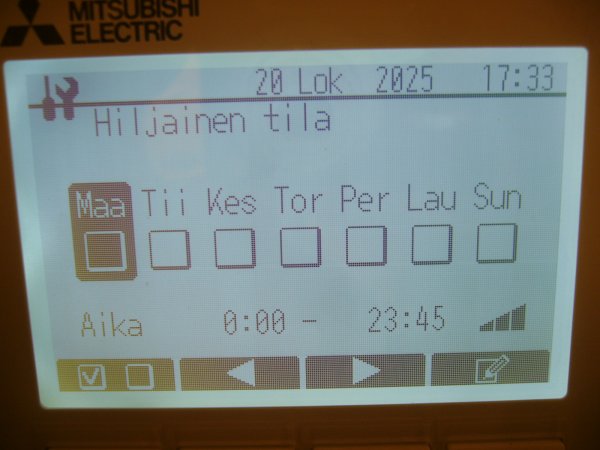 MITSUBISHI
ELECTRIC
20 Lok 2025 17:33
Hiljainen tila
Maa Tii Kes Tor Per Lau Sun
Aika 0:00 - 23:45